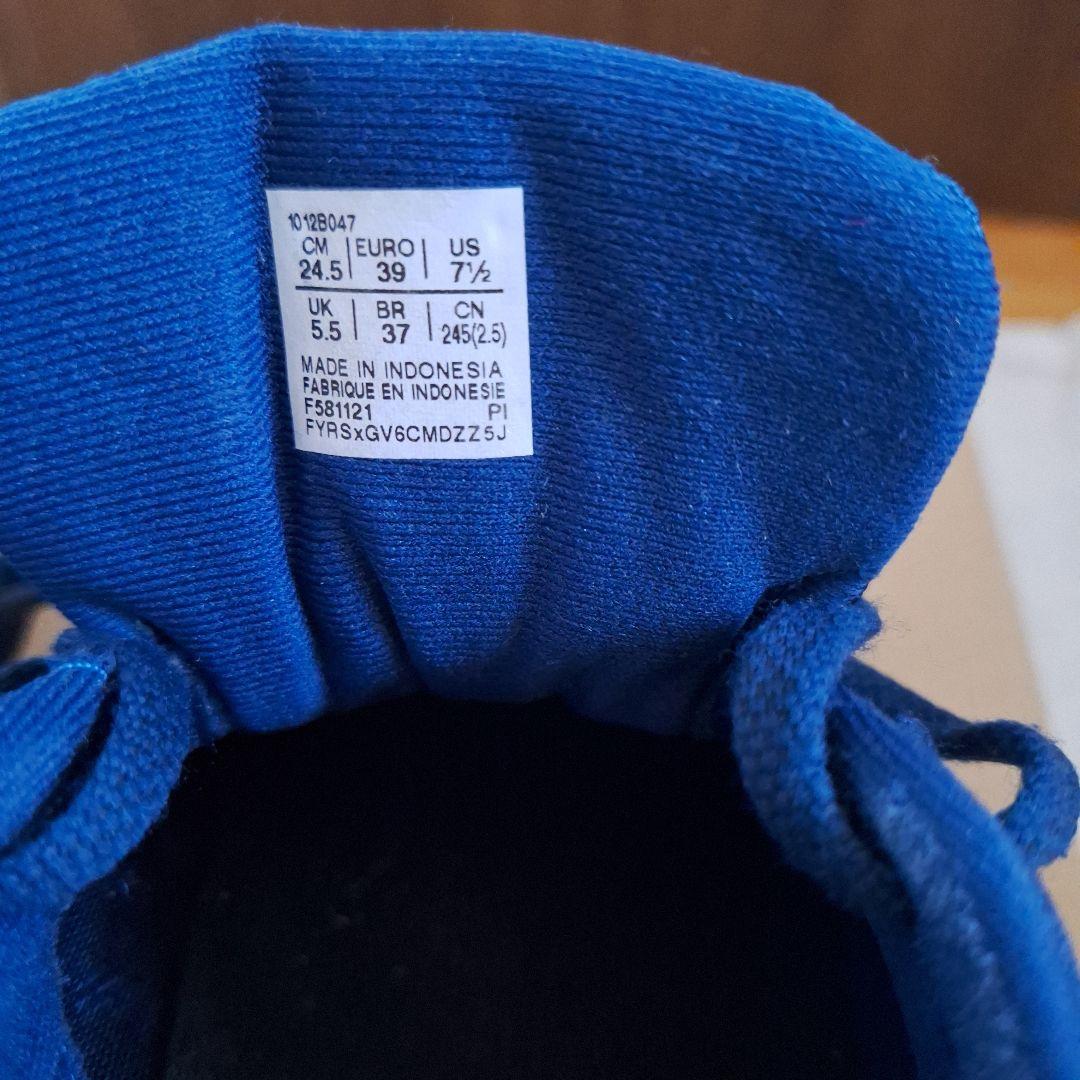 1012B047
CM | EURO | US
24.5 | 39 | 7½
UK | BR | CN
5.5 | 37 | 245(2.5)
MADE IN INDONESIA
FABRIQUE EN INDONESIE
F581121 PI
FYRSxGV6CMDZZ5J